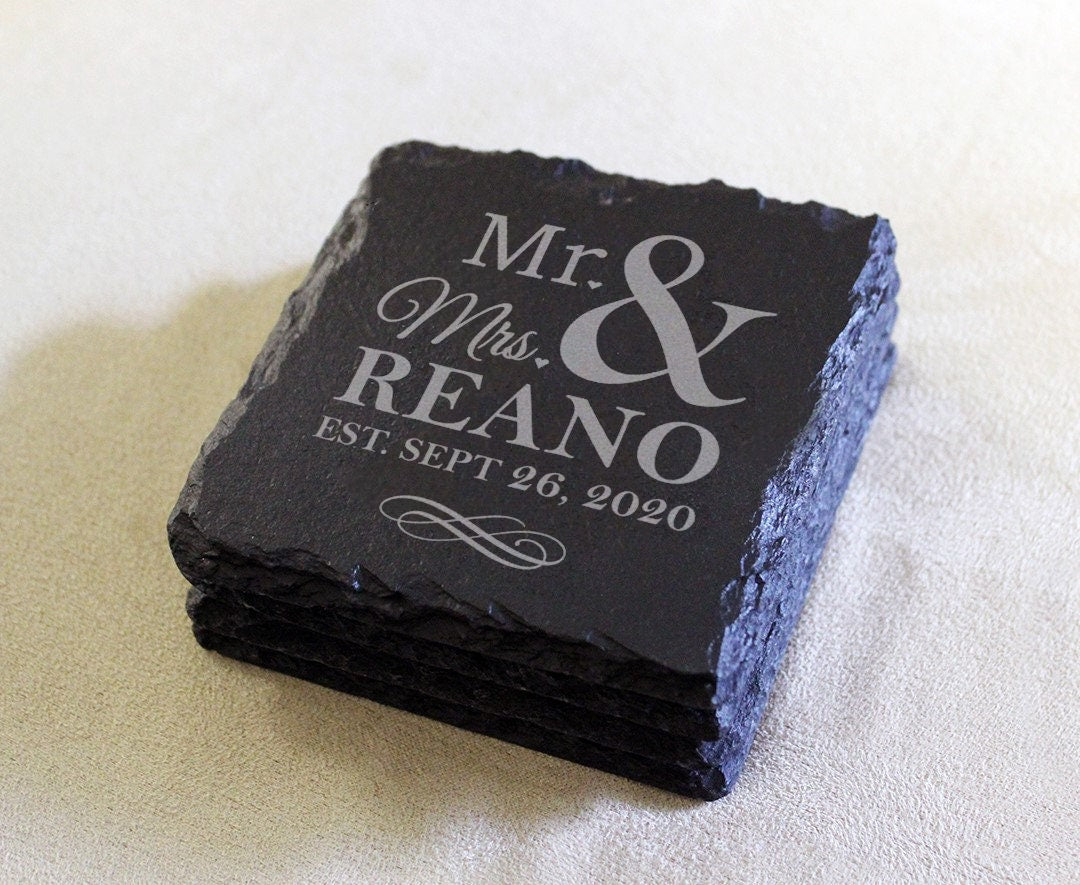 Mr. &
Mrs.
REANO
EST. SEPT 26, 2020